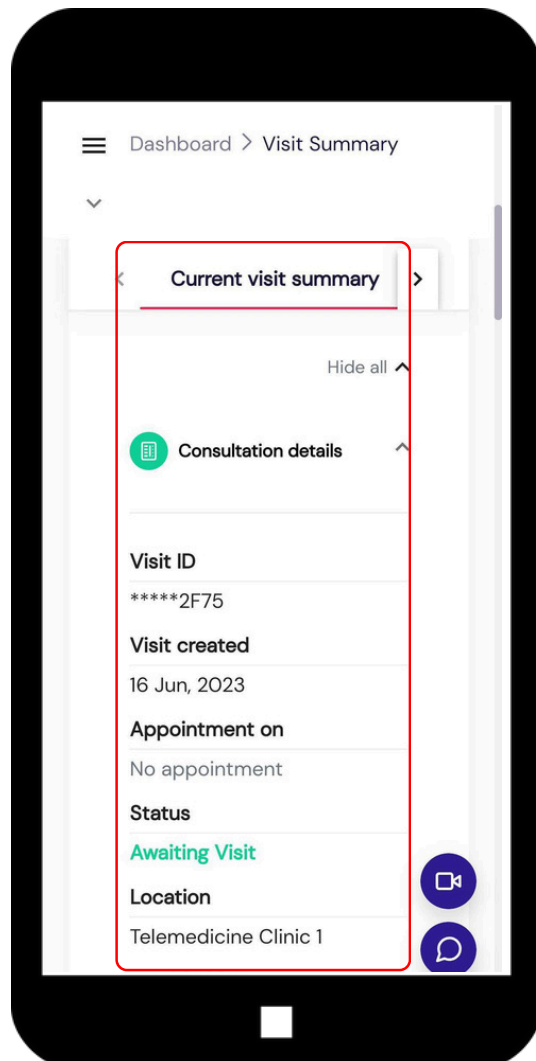 Dashboard > Visit Summary
Current visit summary
Hide all
Consultation details
Visit ID
*****2F75
Visit created
16 Jun, 2023
Appointment on
No appointment
Status
Awaiting Visit
Location
Telemedicine Clinic 1